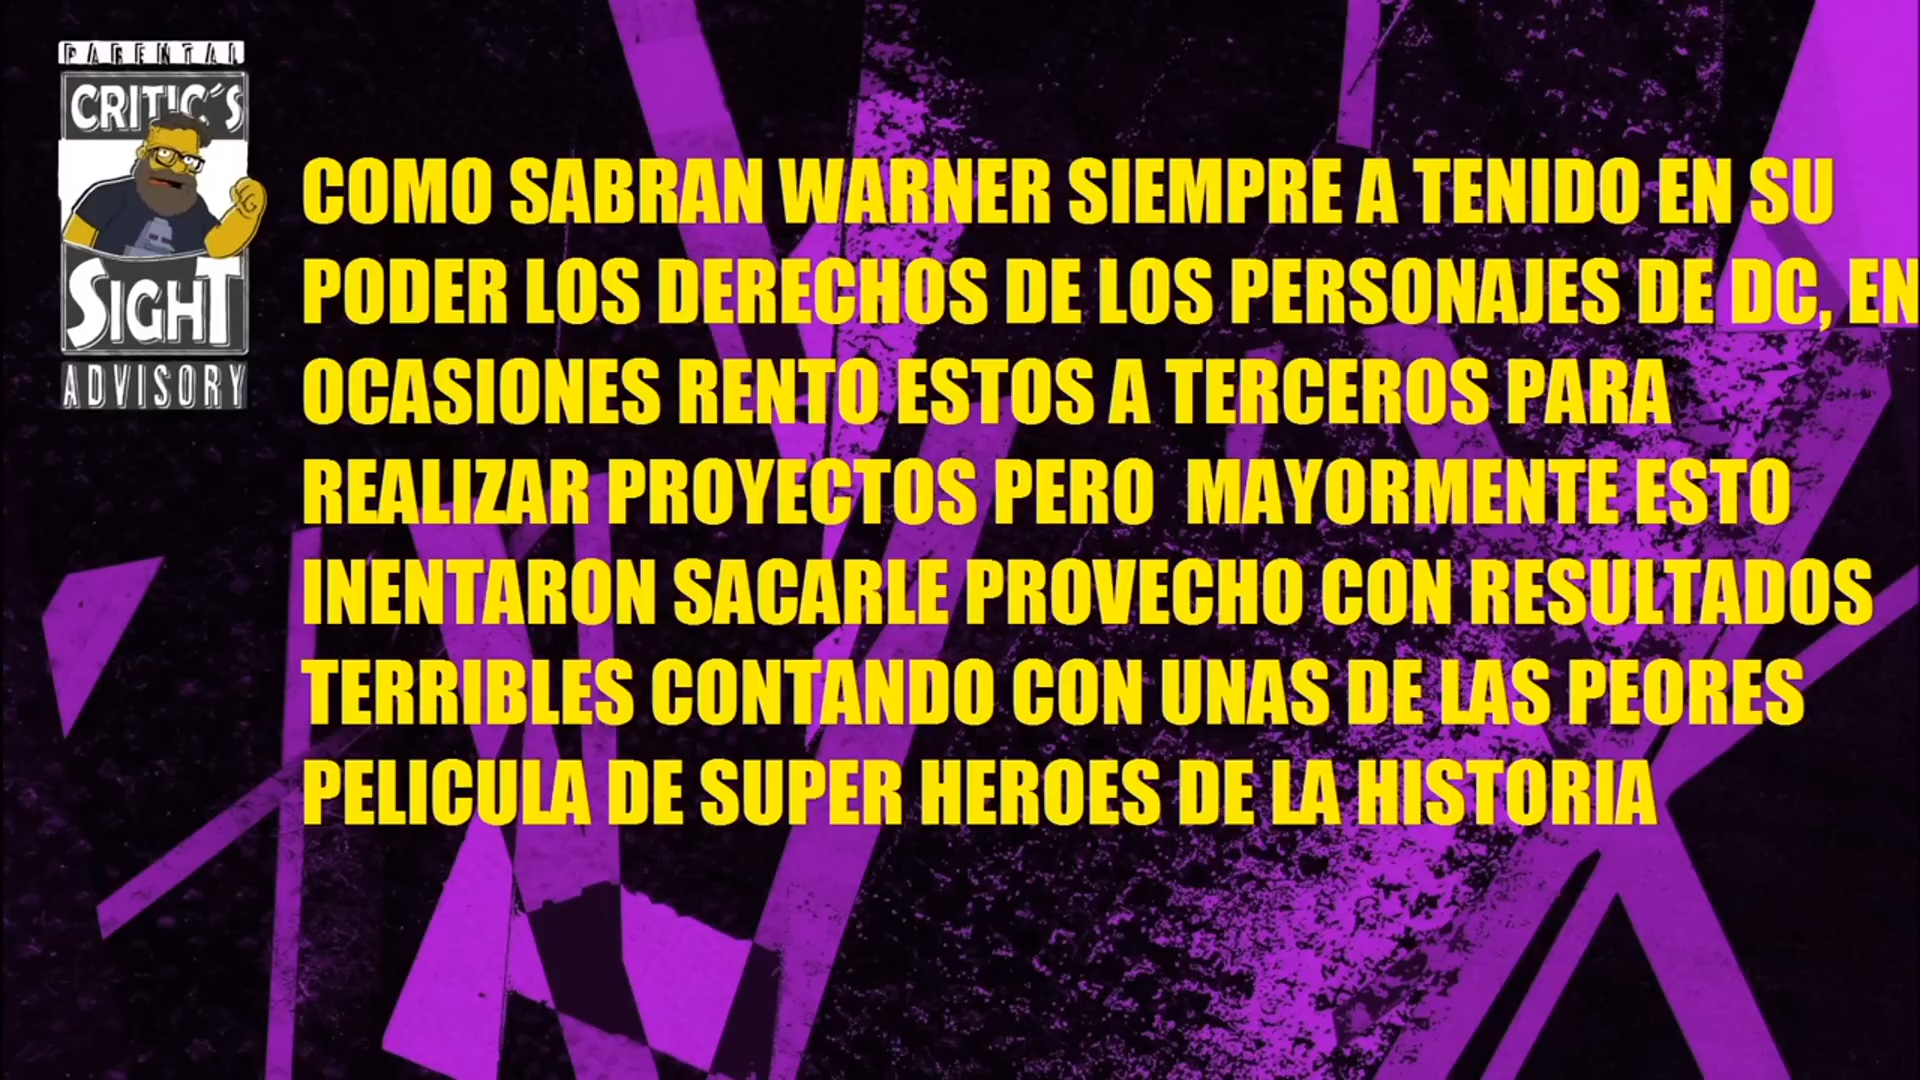 PARENTAL
CRITIC´S
SIGHT
ADVISORY
COMO SABRAN WARNER SIEMPRE A TENIDO EN SU
PODER LOS DERECHOS DE LOS PERSONAJES DE DC, EN
OCASIONES RENTO ESTOS A TERCEROS PARA
REALIZAR PROYECTOS PERO  MAYORMENTE ESTO
INENTARON SACARLE PROVECHO CON RESULTADOS
TERRIBLES CONTANDO CON UNAS DE LAS PEORES
PELICULA DE SUPER HEROES DE LA HISTORIA